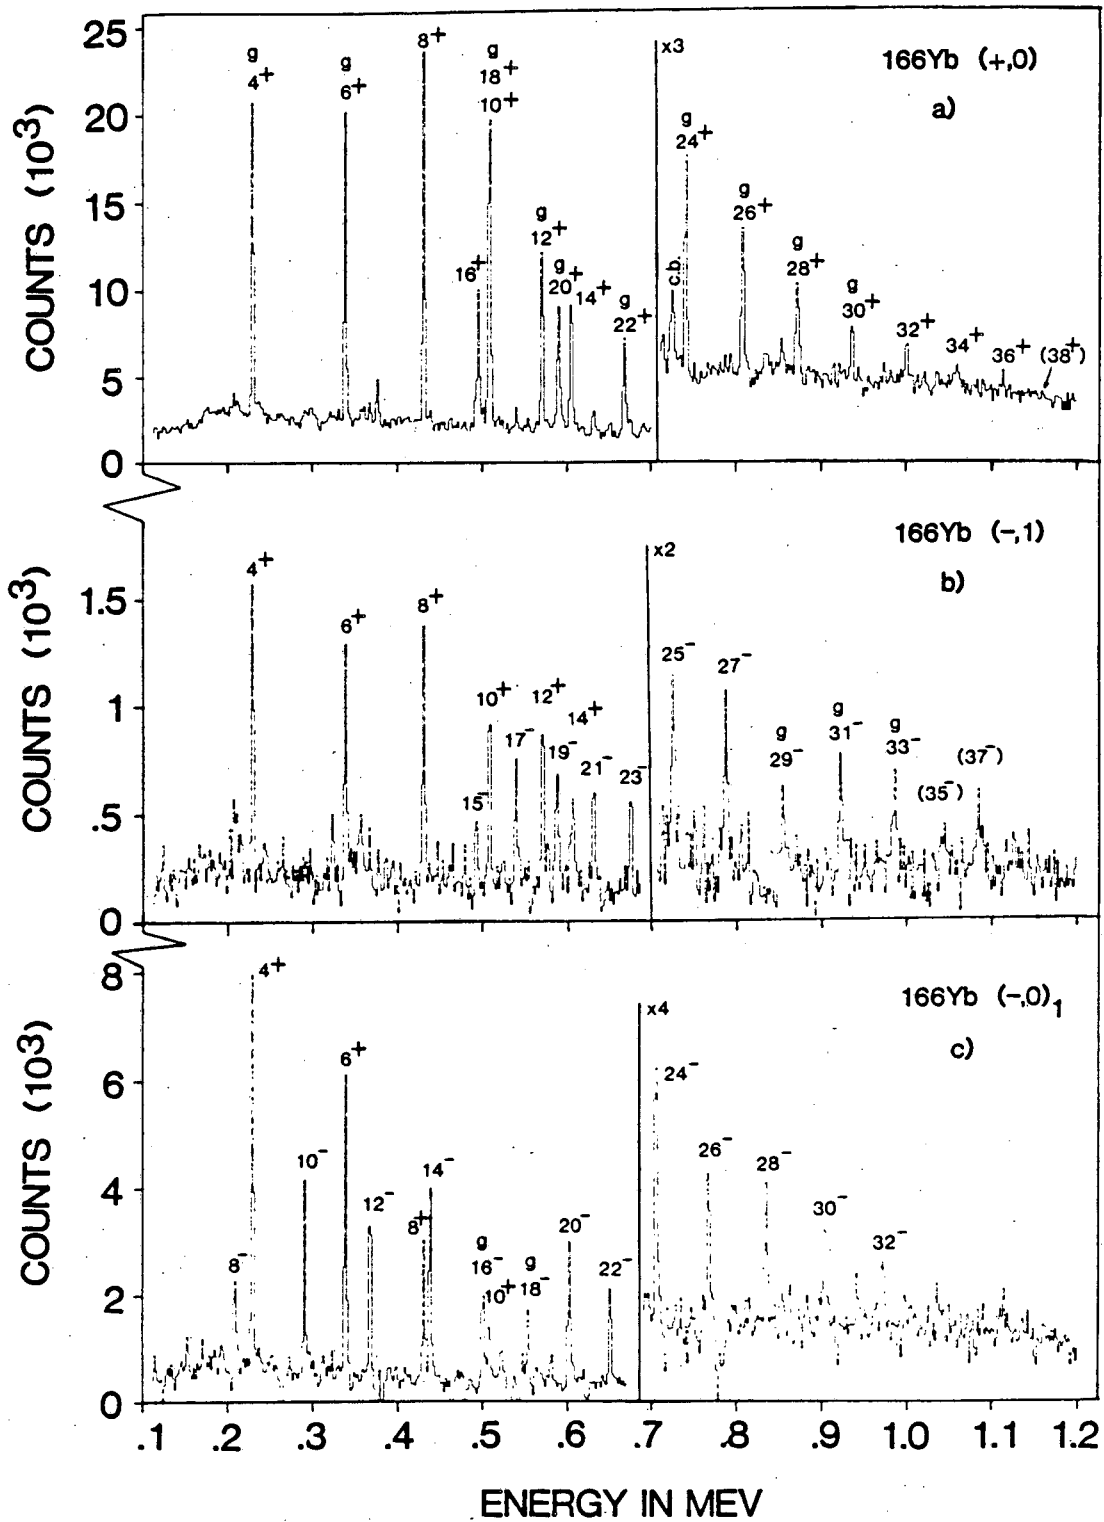 COUNTS (10³)
25
20
15
10
5
0
166Yb (+,0)
a)
x3
g
4⁺
g
6⁺
8⁺
16⁺
g
18⁺
10⁺
g
12⁺
g
20⁺
14⁺
g
22⁺
c.b
g
24⁺
g
26⁺
g
28⁺
g
30⁺
32⁺
34⁺
36⁺
(38⁺)
COUNTS (10³)
1.5
1
.5
0
166Yb (-,1)
b)
x2
4⁺
6⁺
8⁺
15⁻
10⁺
17⁻
12⁺
19⁻
14⁺
21⁻
23⁻
25⁻
27⁻
g
29⁻
g
31⁻
g
33⁻
(35⁻)
(37⁻)
COUNTS (10³)
8
6
4
2
0
166Yb (-,0)₁
c)
x4
8⁻
4⁺
10⁻
6⁺
12⁻
8⁺
14⁻
g
16⁻
10⁺
g
18⁻
20⁻
22⁻
24⁻
26⁻
28⁻
30⁻
32⁻
.1 .2 .3 .4 .5 .6 .7 .8 .9 1.0 1.1 1.2
ENERGY IN MEV